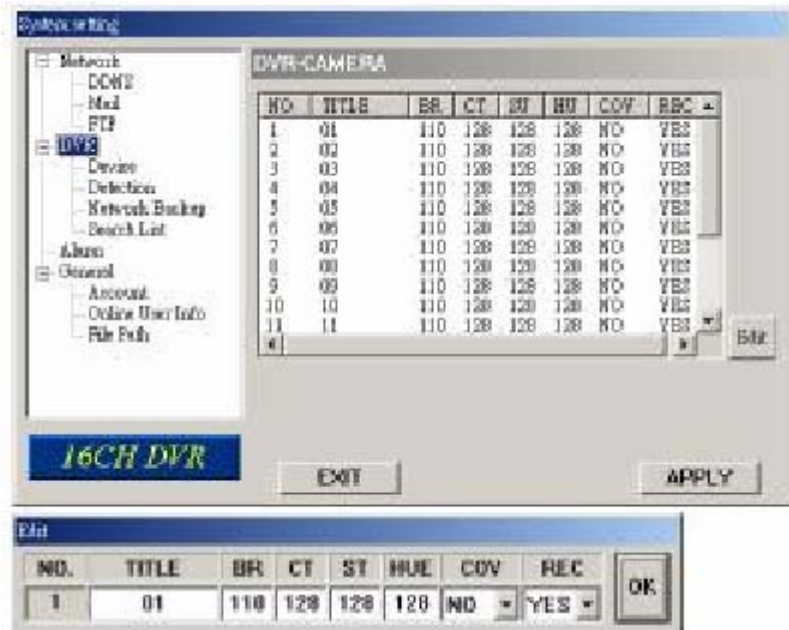 System setting
Network
DDNS
Mail
FTP
DVR
Device
Detection
Network Backup
Search List
Alarm
General
Account
Online User Info
File Path
16CH DVR
DVR-CAMERA
NO TITLE BR CT SU HU COV REC
1 01 110 128 128 128 NO YES
2 02 110 128 128 128 NO YES
3 03 110 128 128 128 NO YES
4 04 110 128 128 128 NO YES
5 05 110 128 128 128 NO YES
6 06 110 128 128 128 NO YES
7 07 110 128 128 128 NO YES
8 08 110 128 128 128 NO YES
9 09 110 128 128 128 NO YES
10 10 110 128 128 128 NO YES
11 11 110 128 128 128 NO YES
Edit
EXIT APPLY
Edit
NO. TITLE BR CT ST HUE COV REC
1 01 110 128 128 128 NO YES OK